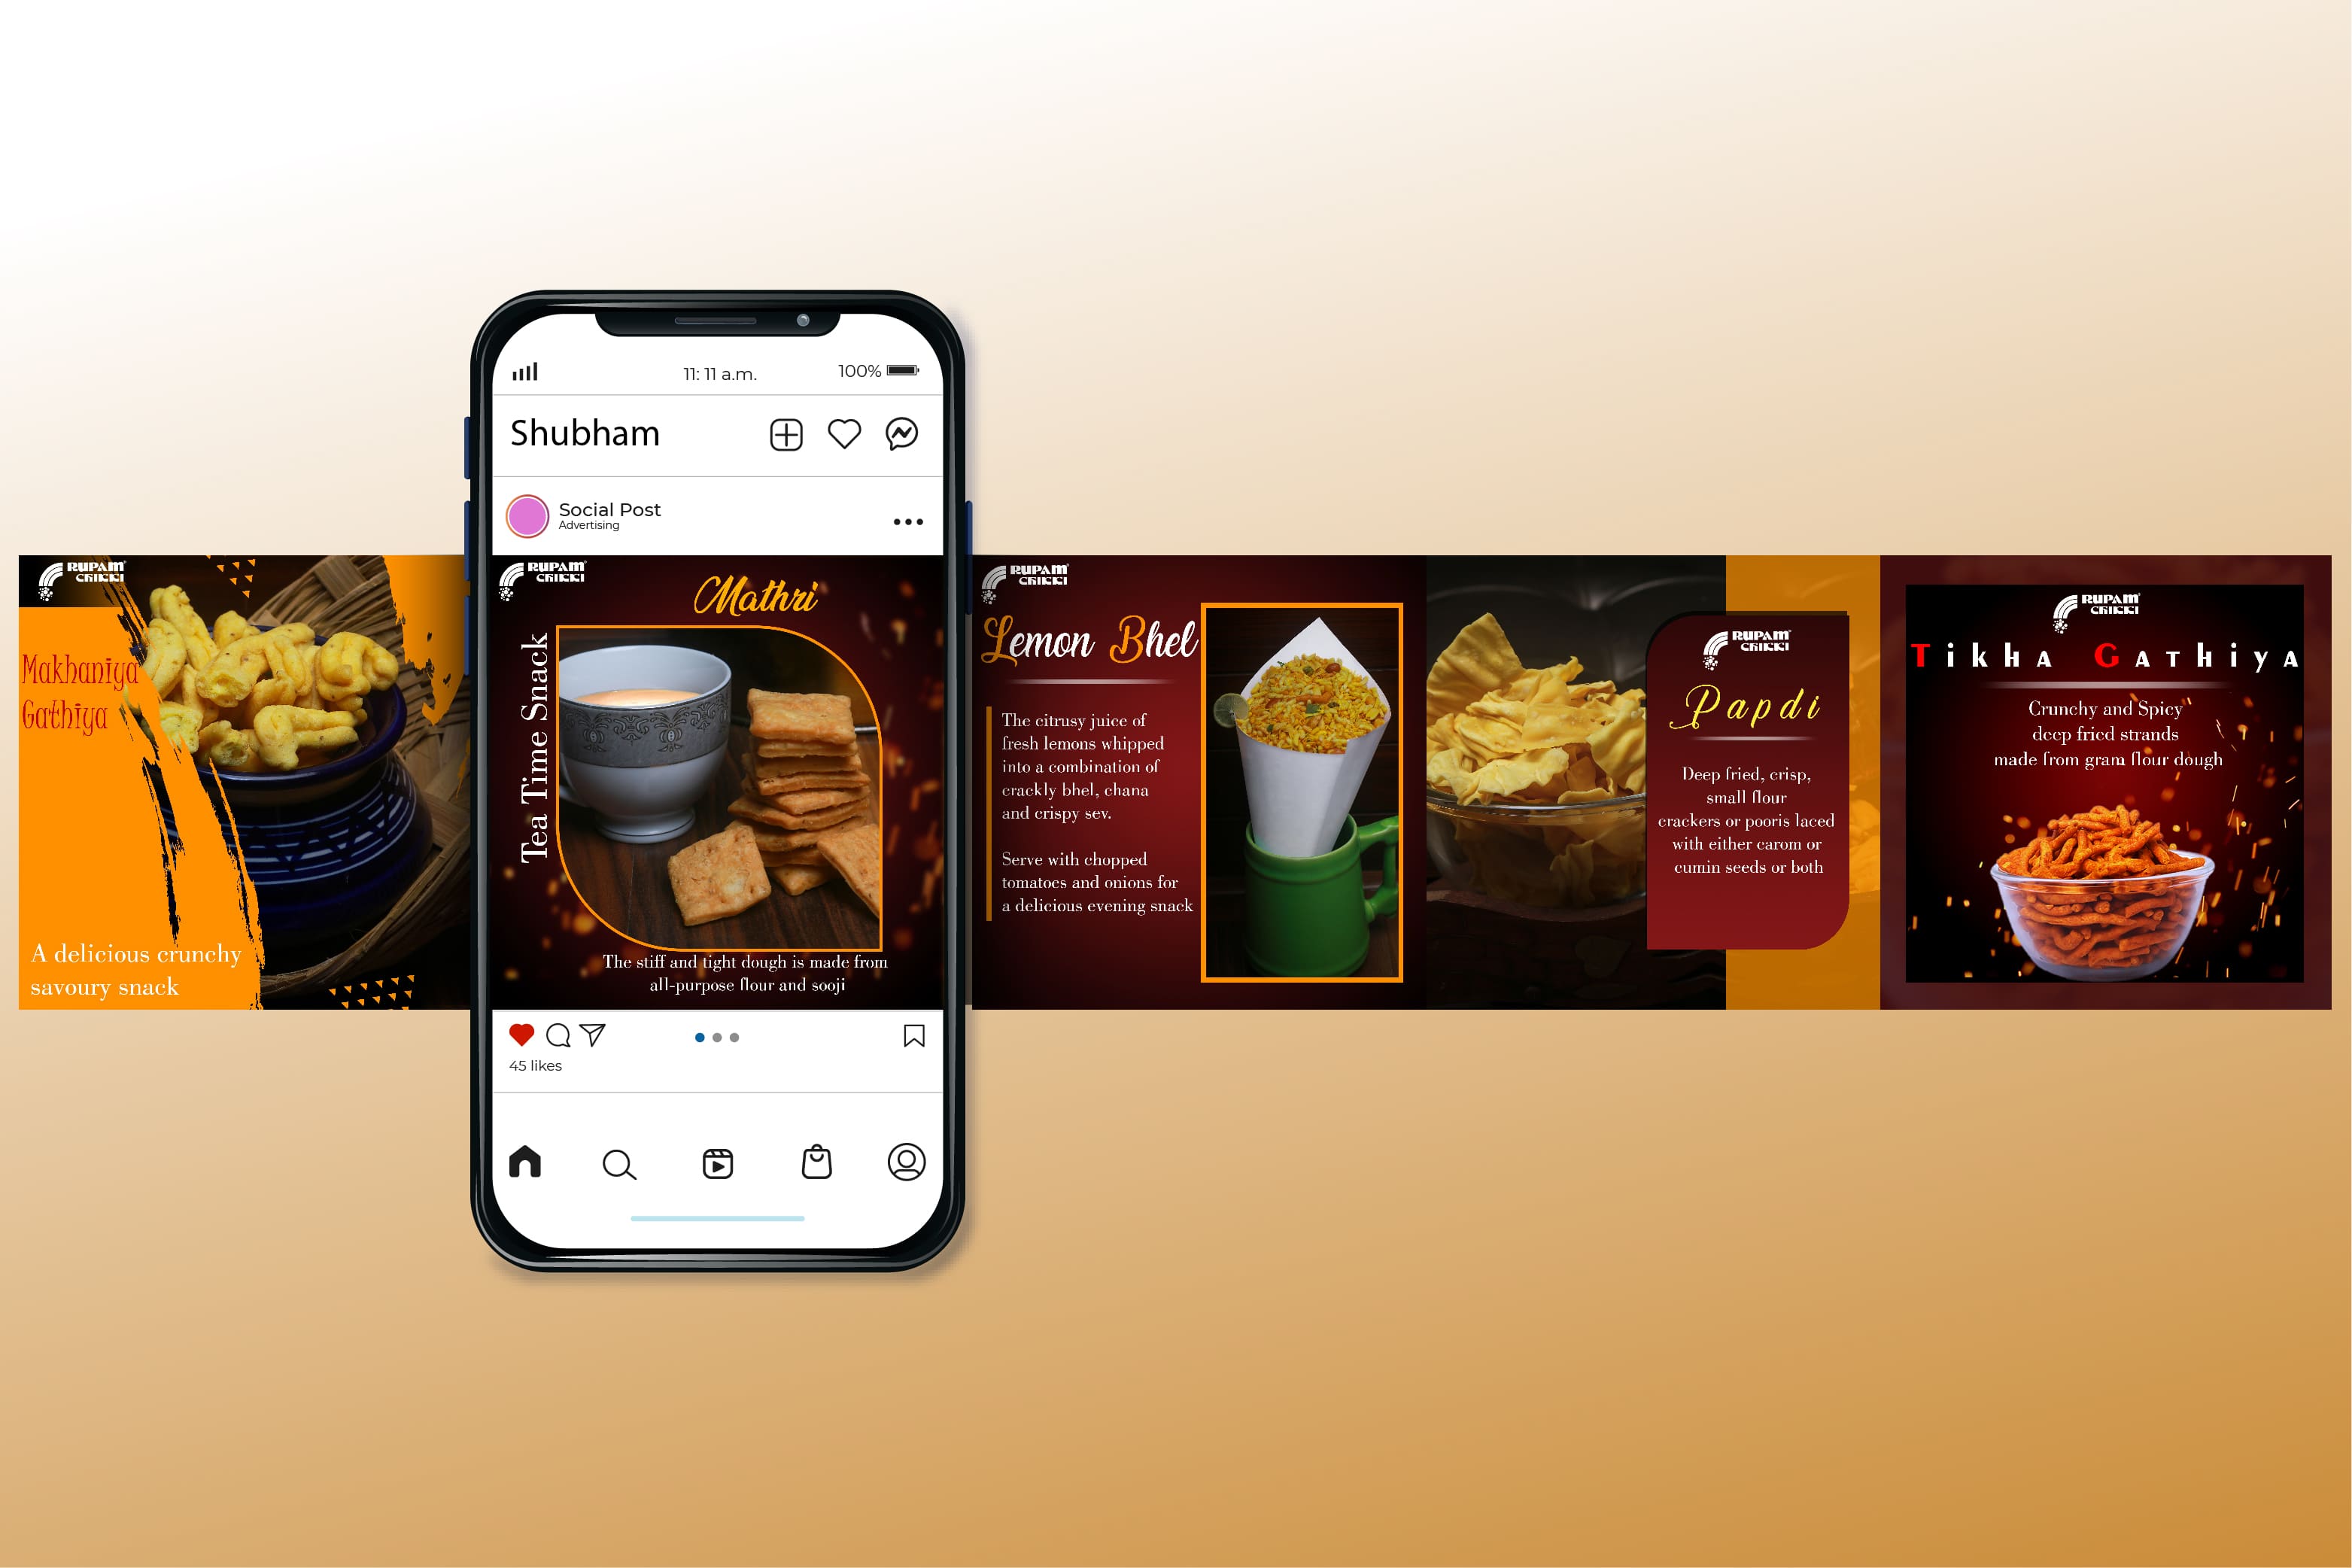 RUPAM
CHIKKI
Makhaniya
Gathiya
A delicious crunchy
savoury snack
11: 11 a.m.
100%
Shubham
Social Post
Advertising
RUPAM
CHIKKI
Mathri
Tea Time Snack
The stiff and tight dough is made from
all-purpose flour and sooji
45 likes
RUPAM
CHIKKI
Lemon Bhel
The citrusy juice of
fresh lemons whipped
into a combination of
crackly bhel, chana
and crispy sev.
Serve with chopped
tomatoes and onions for
a delicious evening snack
RUPAM
CHIKKI
Papdi
Deep fried, crisp,
small flour
crackers or pooris laced
with either carom or
cumin seeds or both
RUPAM
CHIKKI
Tikha Gathiya
Crunchy and Spicy
deep fried strands
made from gram flour dough